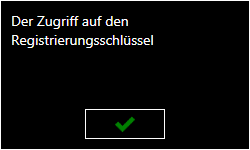 Der Zugriff auf den
Registrierungsschlüssel